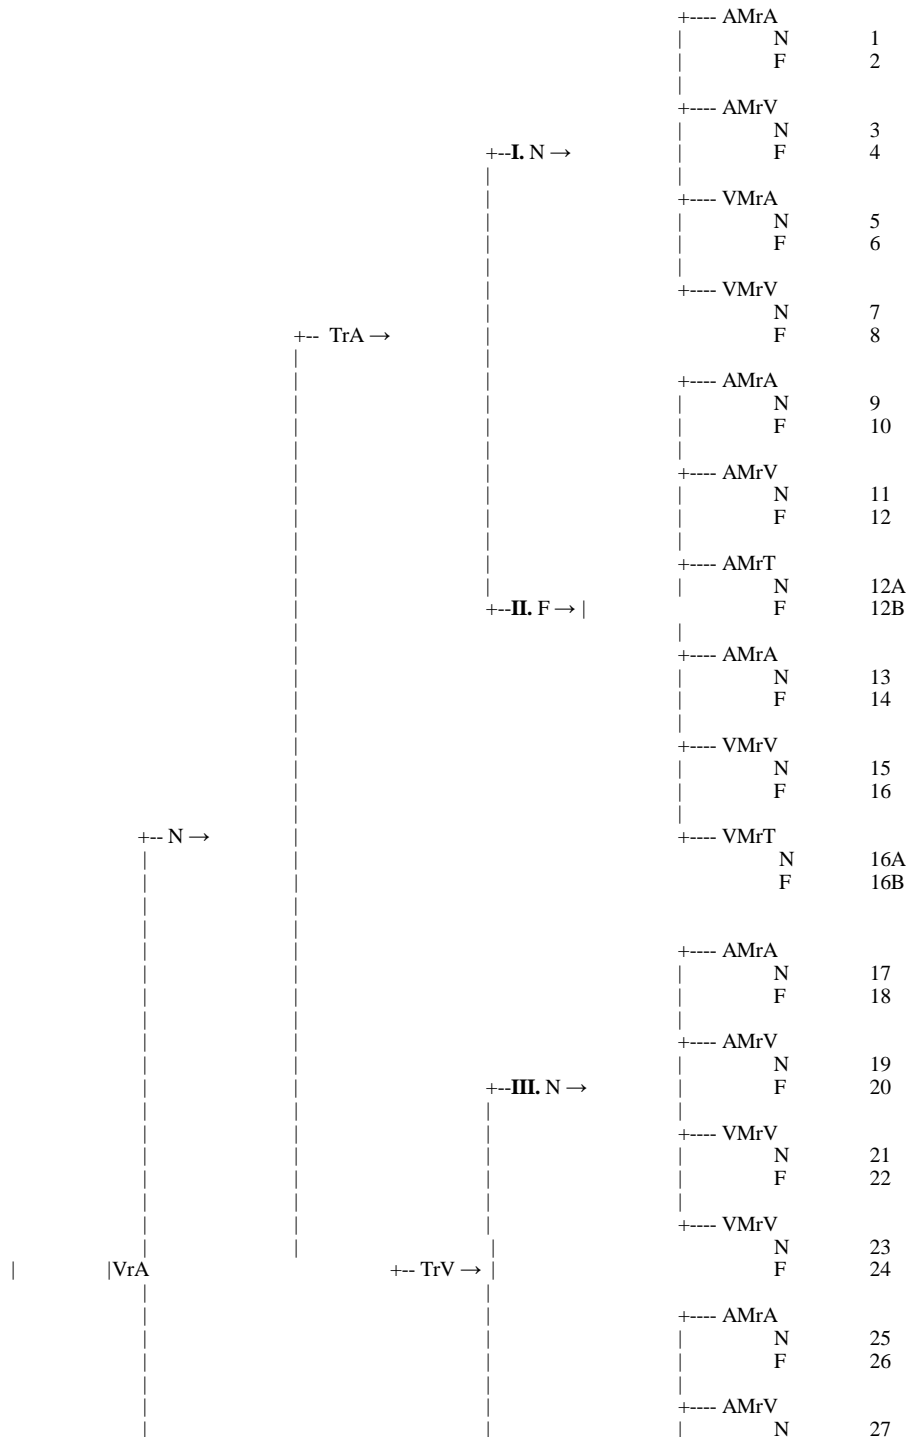 +---- AMrA
N 1
F 2
+---- AMrV
N 3
+--I. N → F 4
+---- VMrA
N 5
F 6
+---- VMrV
N 7
+-- TrA → F 8
+---- AMrA
N 9
F 10
+---- AMrV
N 11
F 12
+---- AMrT
N 12A
+--II. F → | F 12B
+---- AMrA
N 13
F 14
+---- VMrV
N 15
F 16
+-- N → +---- VMrT
N 16A
F 16B
+---- AMrA
N 17
F 18
+---- AMrV
N 19
+--III. N → F 20
+---- VMrV
N 21
F 22
+---- VMrV
N 23
| |VrA +-- TrV → | F 24
+---- AMrA
N 25
F 26
+---- AMrV
N 27